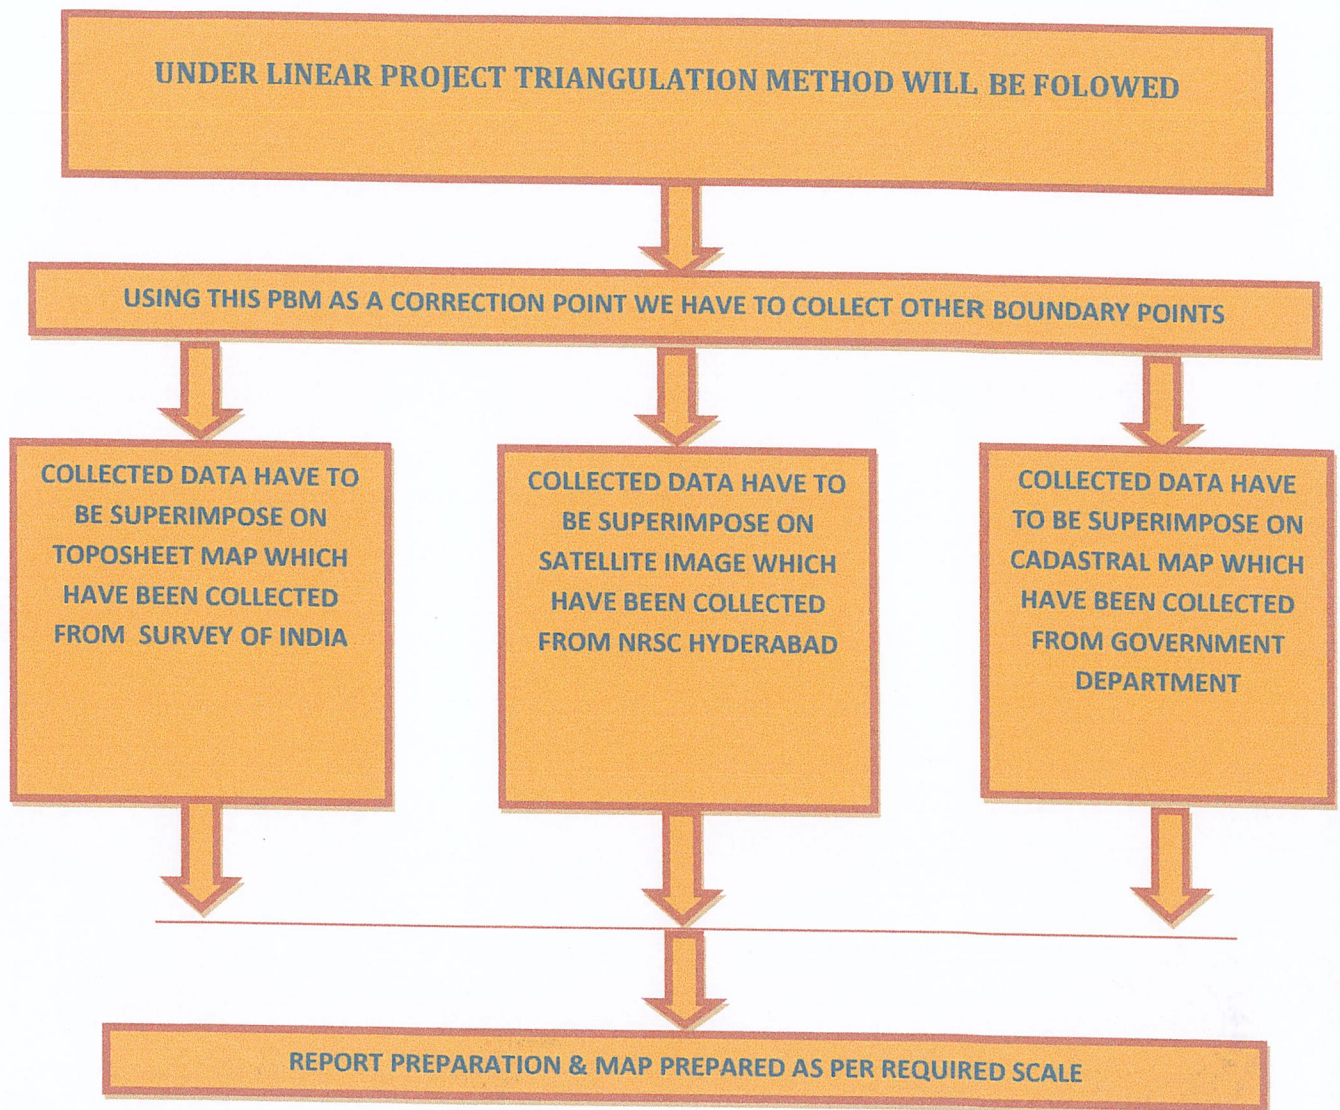 UNDER LINEAR PROJECT TRIANGULATION METHOD WILL BE FOLOWED
USING THIS PBM AS A CORRECTION POINT WE HAVE TO COLLECT OTHER BOUNDARY POINTS
COLLECTED DATA HAVE TO
BE SUPERIMPOSE ON
TOPOSHEET MAP WHICH
HAVE BEEN COLLECTED
FROM SURVEY OF INDIA
COLLECTED DATA HAVE TO
BE SUPERIMPOSE ON
SATELLITE IMAGE WHICH
HAVE BEEN COLLECTED
FROM NRSC HYDERABAD
COLLECTED DATA HAVE
TO BE SUPERIMPOSE ON
CADASTRAL MAP WHICH
HAVE BEEN COLLECTED
FROM GOVERNMENT
DEPARTMENT
REPORT PREPARATION & MAP PREPARED AS PER REQUIRED SCALE